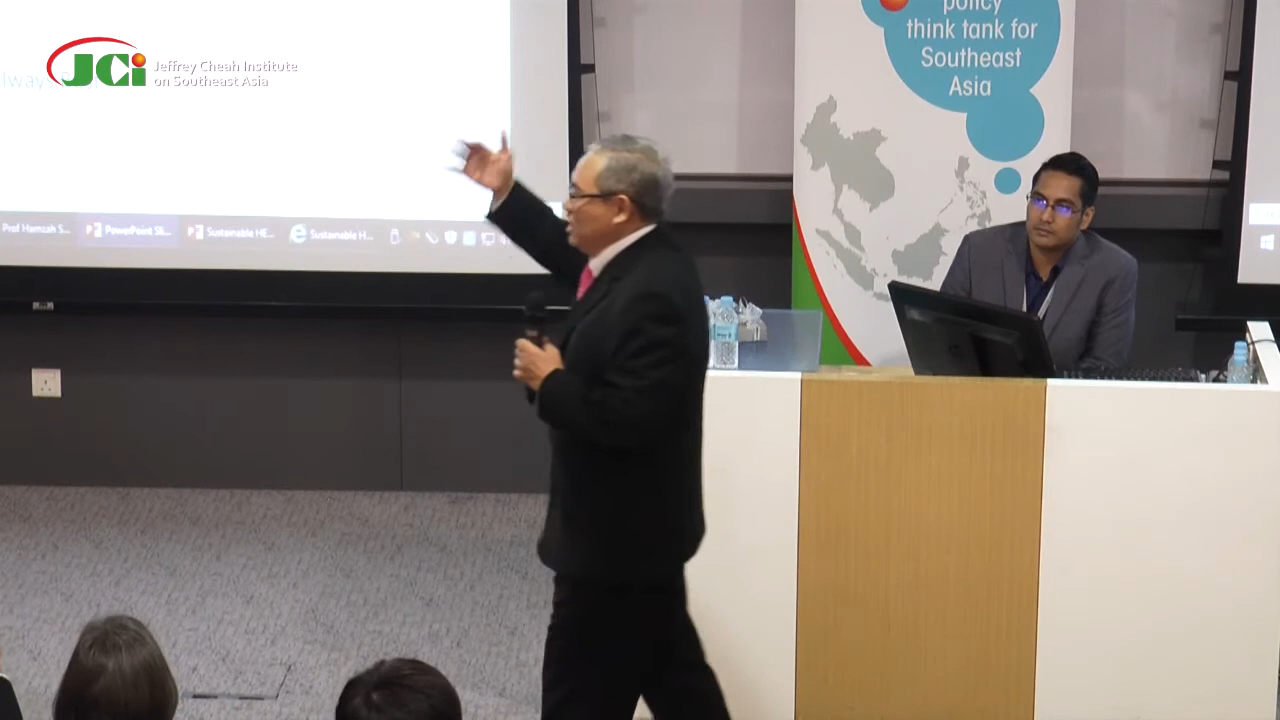 JCi
Jeffrey Cheah Institute
on Southeast Asia
policy
think tank for
Southeast
Asia
Prof Hamzah S...
PowerPoint Sli...
Sustainable HE...
Sustainable H...